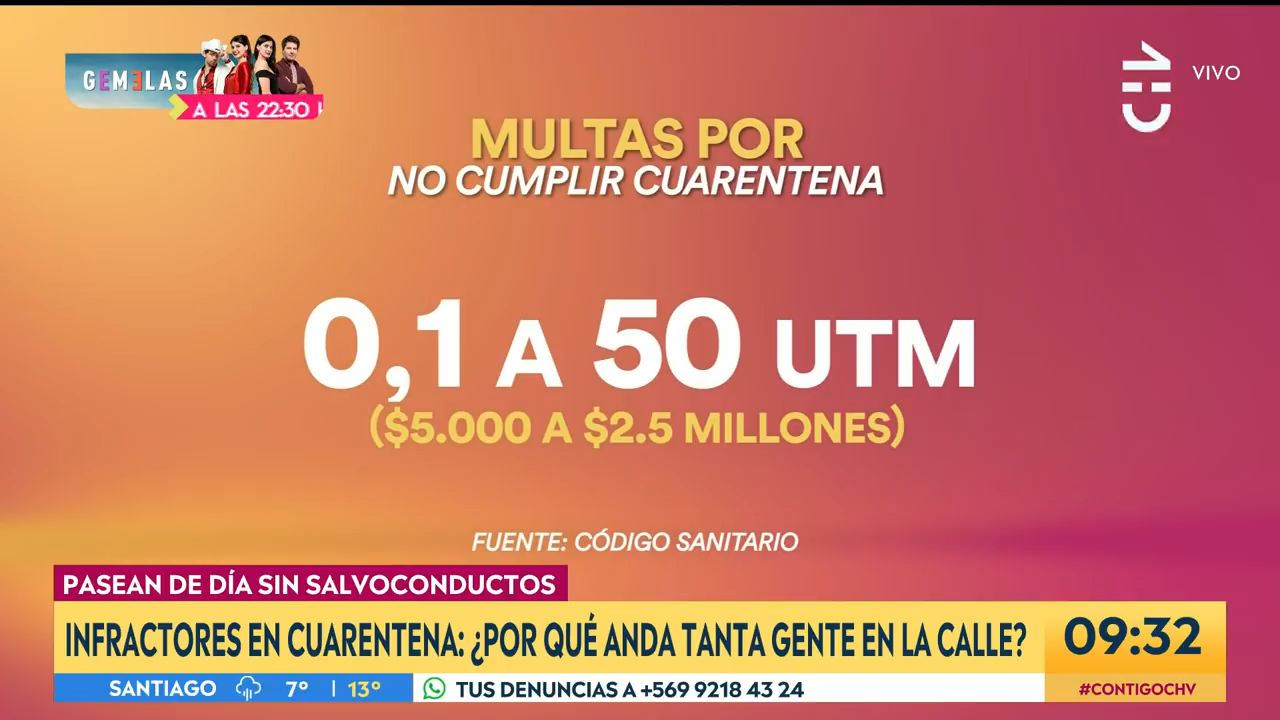 GEMELAS
A LAS 22:30
CHV
VIVO
MULTAS POR
NO CUMPLIR CUARENTENA
0,1 A 50 UTM
($5.000 A $2.5 MILLONES)
FUENTE: CÓDIGO SANITARIO
PASEAN DE DÍA SIN SALVOCONDUCTOS
INFRACTORES EN CUARENTENA: ¿POR QUÉ ANDA TANTA GENTE EN LA CALLE?
09:32
SANTIAGO 7° | 13°
TUS DENUNCIAS A +569 9218 43 24
#CONTIGOCHV